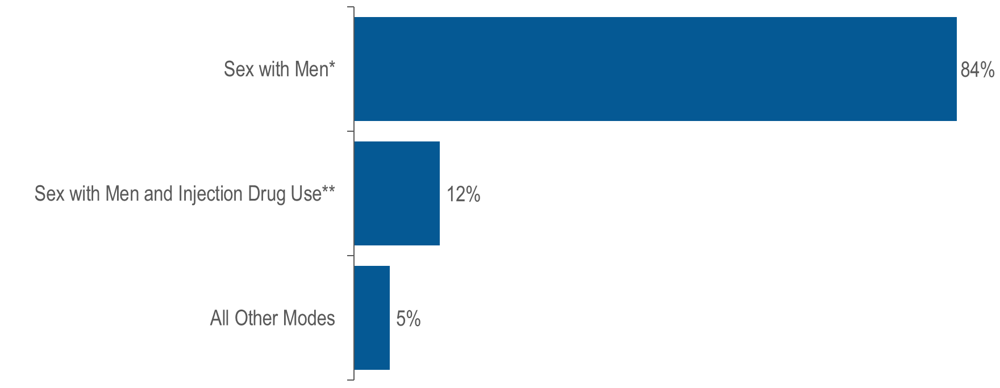 Sex with Men*
84%
Sex with Men and Injection Drug Use**
12%
All Other Modes
5%